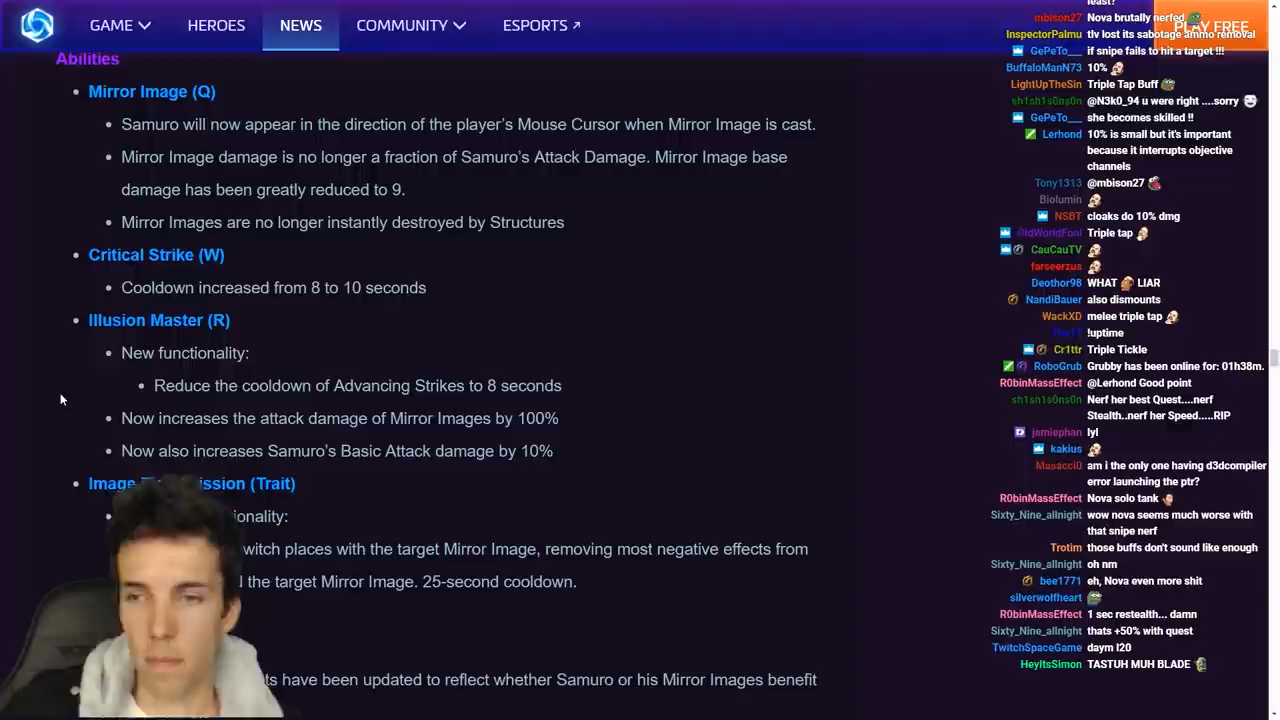 GAME
HEROES
NEWS
COMMUNITY
ESPORTS
PLAY FREE
Abilities
Mirror Image (Q)
Samuro will now appear in the direction of the player's Mouse Cursor when Mirror Image is cast.
Mirror Image damage is no longer a fraction of Samuro's Attack Damage. Mirror Image base
damage has been greatly reduced to 9.
Mirror Images are no longer instantly destroyed by Structures
Critical Strike (W)
Cooldown increased from 8 to 10 seconds
Illusion Master (R)
New functionality:
Reduce the cooldown of Advancing Strikes to 8 seconds
Now increases the attack damage of Mirror Images by 100%
Now also increases Samuro's Basic Attack damage by 10%
Image (Trait)
witch places with the target Mirror Image, removing most negative effects from
the target Mirror Image. 25-second cooldown.
have been updated to reflect whether Samuro or his Mirror Images benefit
least?
mbison27 Nova brutally nerfed
InspectorPalmu tlv lost its sabotage ammo removal
GePeTo__ if snipe fails to hit a target !!!
BuffaloManN73 10%
LightUpTheSin Triple Tap Buff
sh1sh1s0ns0n @N3k0_94 u were right ....sorry
GePeTo__ she becomes skilled !!
Lerhond 10% is small but it's important
because it interrupts objective
channels
Tony1313 @mbison27
Biolumin
NSBT cloaks do 10% dmg
OldWorldFool Triple tap
CauCauTV
farseerzus
Deothor98 WHAT LIAR
NandiBauer also dismounts
WackXD melee triple tap
!uptime
Cr1ttr Triple Tickle
RoboGrub Grubby has been online for: 01h38m.
R0binMassEffect @Lerhond Good point
sh1sh1s0ns0n Nerf her best Quest....nerf
Stealth..nerf her Speed.....RIP
jamiephan lyl
kakius
Masacci0 am i the only one having d3dcompiler
error launching the ptr?
R0binMassEffect Nova solo tank
Sixty_Nine_allnight wow nova seems much worse with
that snipe nerf
Trotim those buffs don't sound like enough
Sixty_Nine_allnight oh nm
bee1771 eh, Nova even more shit
silverwolfheart
R0binMassEffect 1 sec restealth... damn
Sixty_Nine_allnight thats +50% with quest
TwitchSpaceGame daym l20
HeyItsSimon TASTUH MUH BLADE